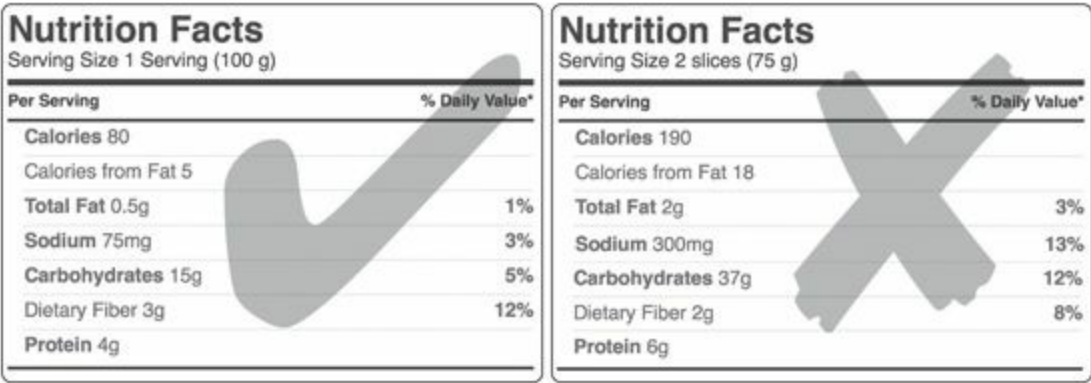 Nutrition Facts
Serving Size 1 Serving (100 g)
Per Serving % Daily Value*
Calories 80
Calories from Fat 5
Total Fat 0.5g 1%
Sodium 75mg 3%
Carbohydrates 15g 5%
Dietary Fiber 3g 12%
Protein 4g
Nutrition Facts
Serving Size 2 slices (75 g)
Per Serving % Daily Value*
Calories 190
Calories from Fat 18
Total Fat 2g 3%
Sodium 300mg 13%
Carbohydrates 37g 12%
Dietary Fiber 2g 8%
Protein 6g